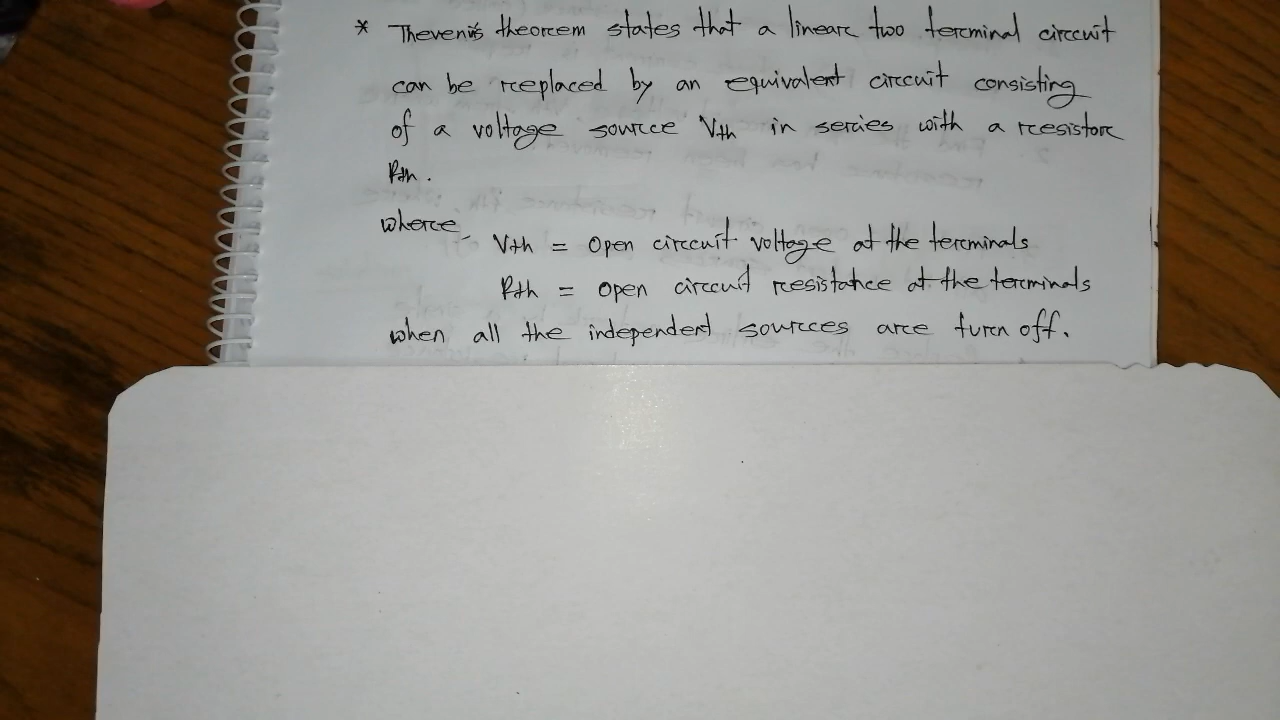 * Thevenis theorem states that a linear two terminal circuit
can be replaced by an equivalent circuit consisting
of a voltage source Vth in series with a resistor
Rth.
where,
Vth = Open circuit voltage at the terminals
Rth = open circuit resistance at the terminals
when all the independent sources are turn off.